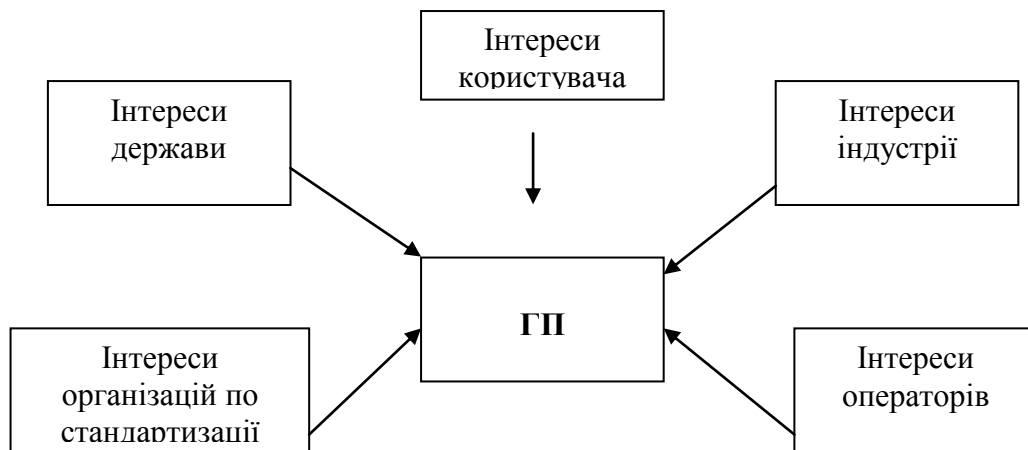 Інтереси
користувача
Інтереси
держави
Інтереси
індустрії
ГП
Інтереси
організацій по
стандартизації
Інтереси
операторів